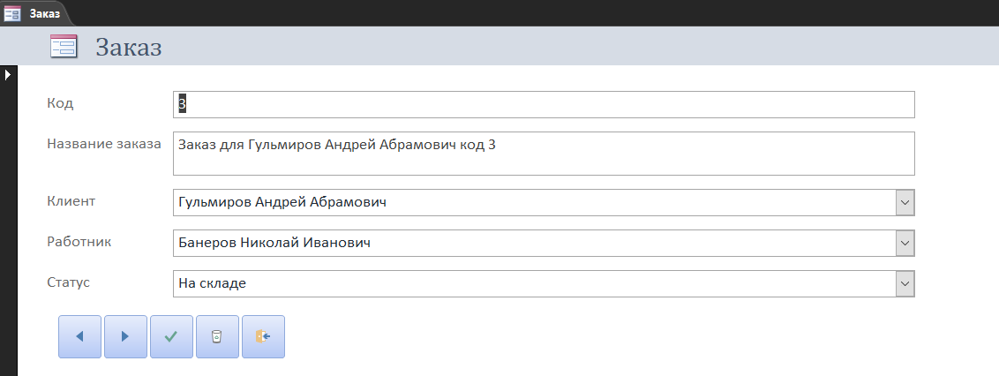 Заказ
Заказ
Код 3
Название заказа Заказ для Гульмиров Андрей Абрамович код 3
Клиент Гульмиров Андрей Абрамович
Работник Банеров Николай Иванович
Статус На складе